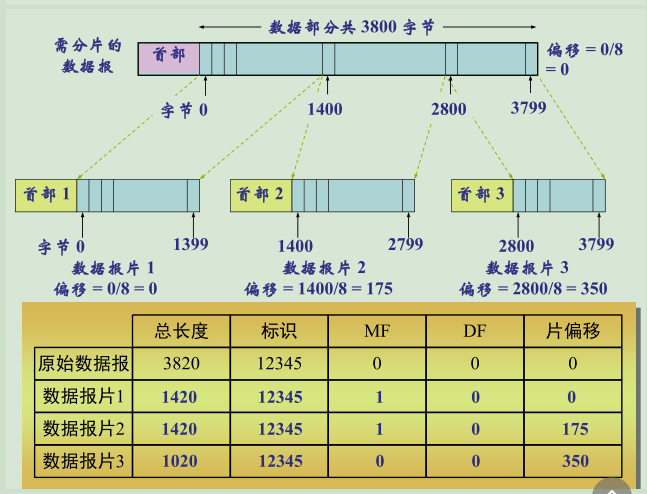 数据部分共 3800 字节
需分片的
数据报
首部
偏移 = 0/8
= 0
字节 0
1400
2800
3799
首部 1
首部 2
首部 3
字节 0
1399
1400
2799
2800
3799
数据报片 1
偏移 = 0/8 = 0
数据报片 2
偏移 = 1400/8 = 175
数据报片 3
偏移 = 2800/8 = 350
总长度 标识 MF DF 片偏移
原始数据报 3820 12345 0 0 0
数据报片1 1420 12345 1 0 0
数据报片2 1420 12345 1 0 175
数据报片3 1020 12345 0 0 350